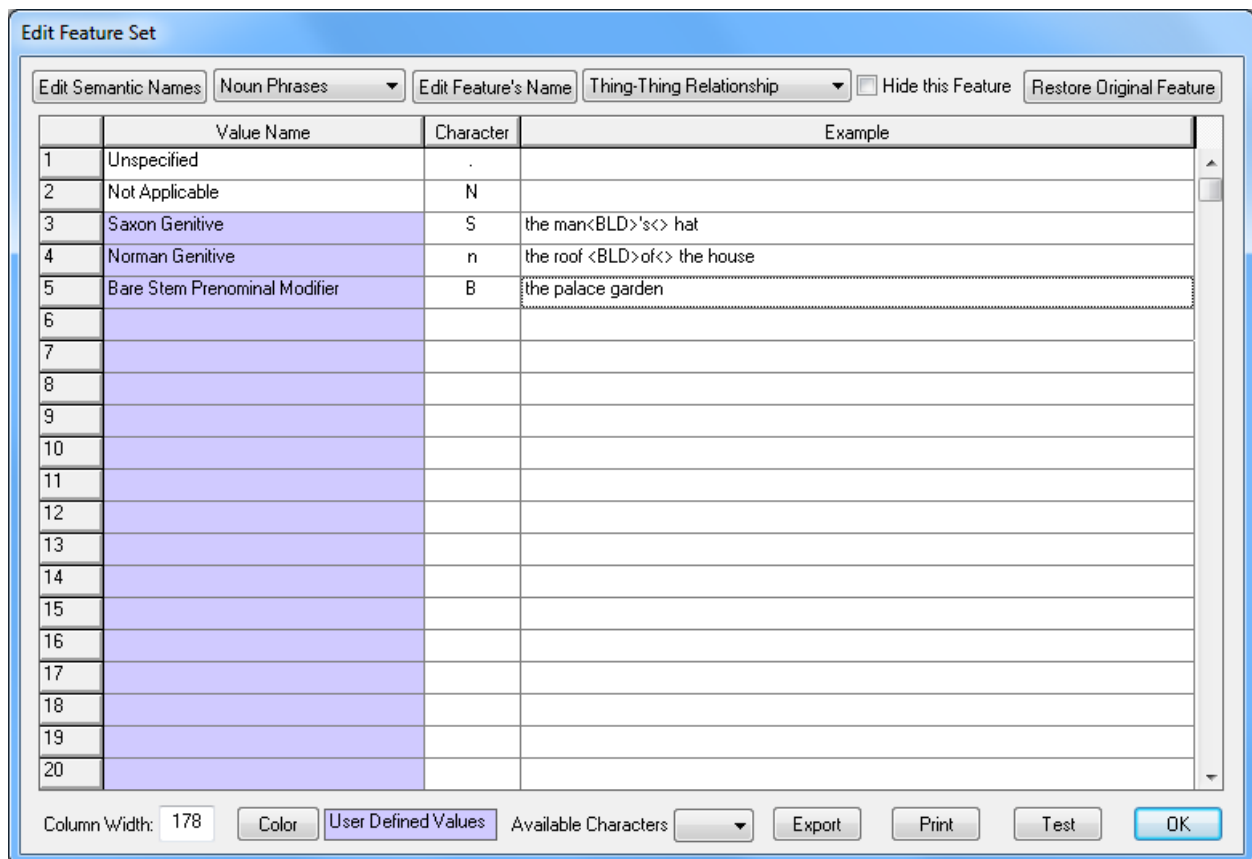 Edit Feature Set
Edit Semantic Names Noun Phrases Edit Feature's Name Thing-Thing Relationship Hide this Feature Restore Original Feature
Value Name Character Example
1 Unspecified .
2 Not Applicable N
3 Saxon Genitive S the man<BLD>'s<> hat
4 Norman Genitive n the roof <BLD>of<> the house
5 Bare Stem Prenominal Modifier B the palace garden
6
7
8
9
10
11
12
13
14
15
16
17
18
19
20
Column Width: 178 Color User Defined Values Available Characters Export Print Test OK